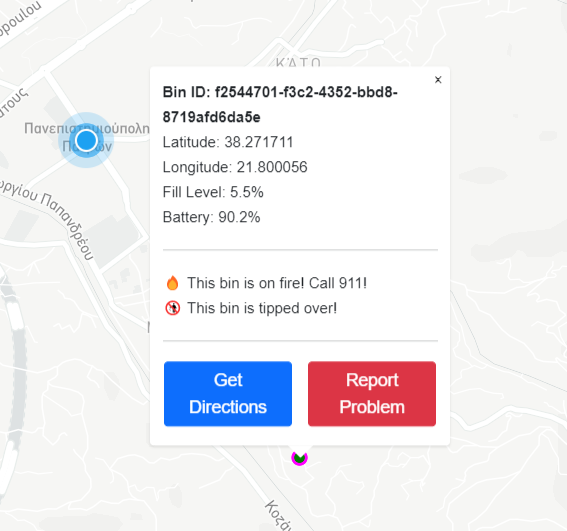 ΚΑΤΩ
Bin ID: f2544701-f3c2-4352-bbd8-
8719afd6da5e
x
Latitude: 38.271711
Longitude: 21.800056
Fill Level: 5.5%
Battery: 90.2%
This bin is on fire! Call 911!
This bin is tipped over!
Get
Directions
Report
Problem
Παπανδρέου